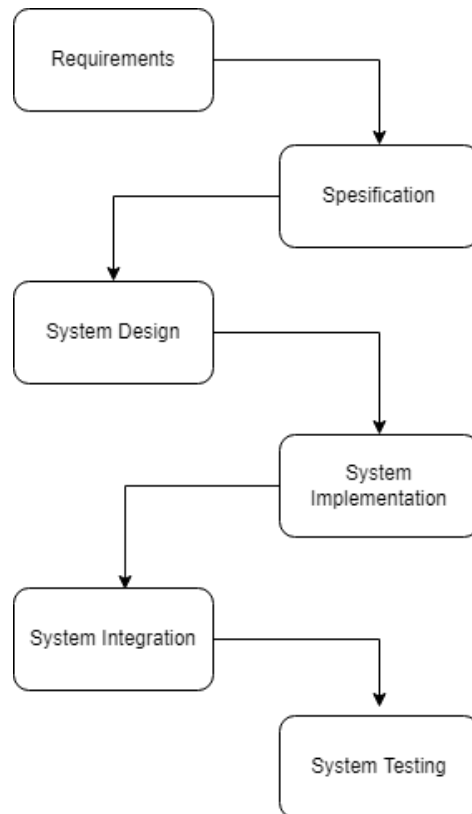 Requirements
Spesification
System Design
System
Implementation
System Integration
System Testing